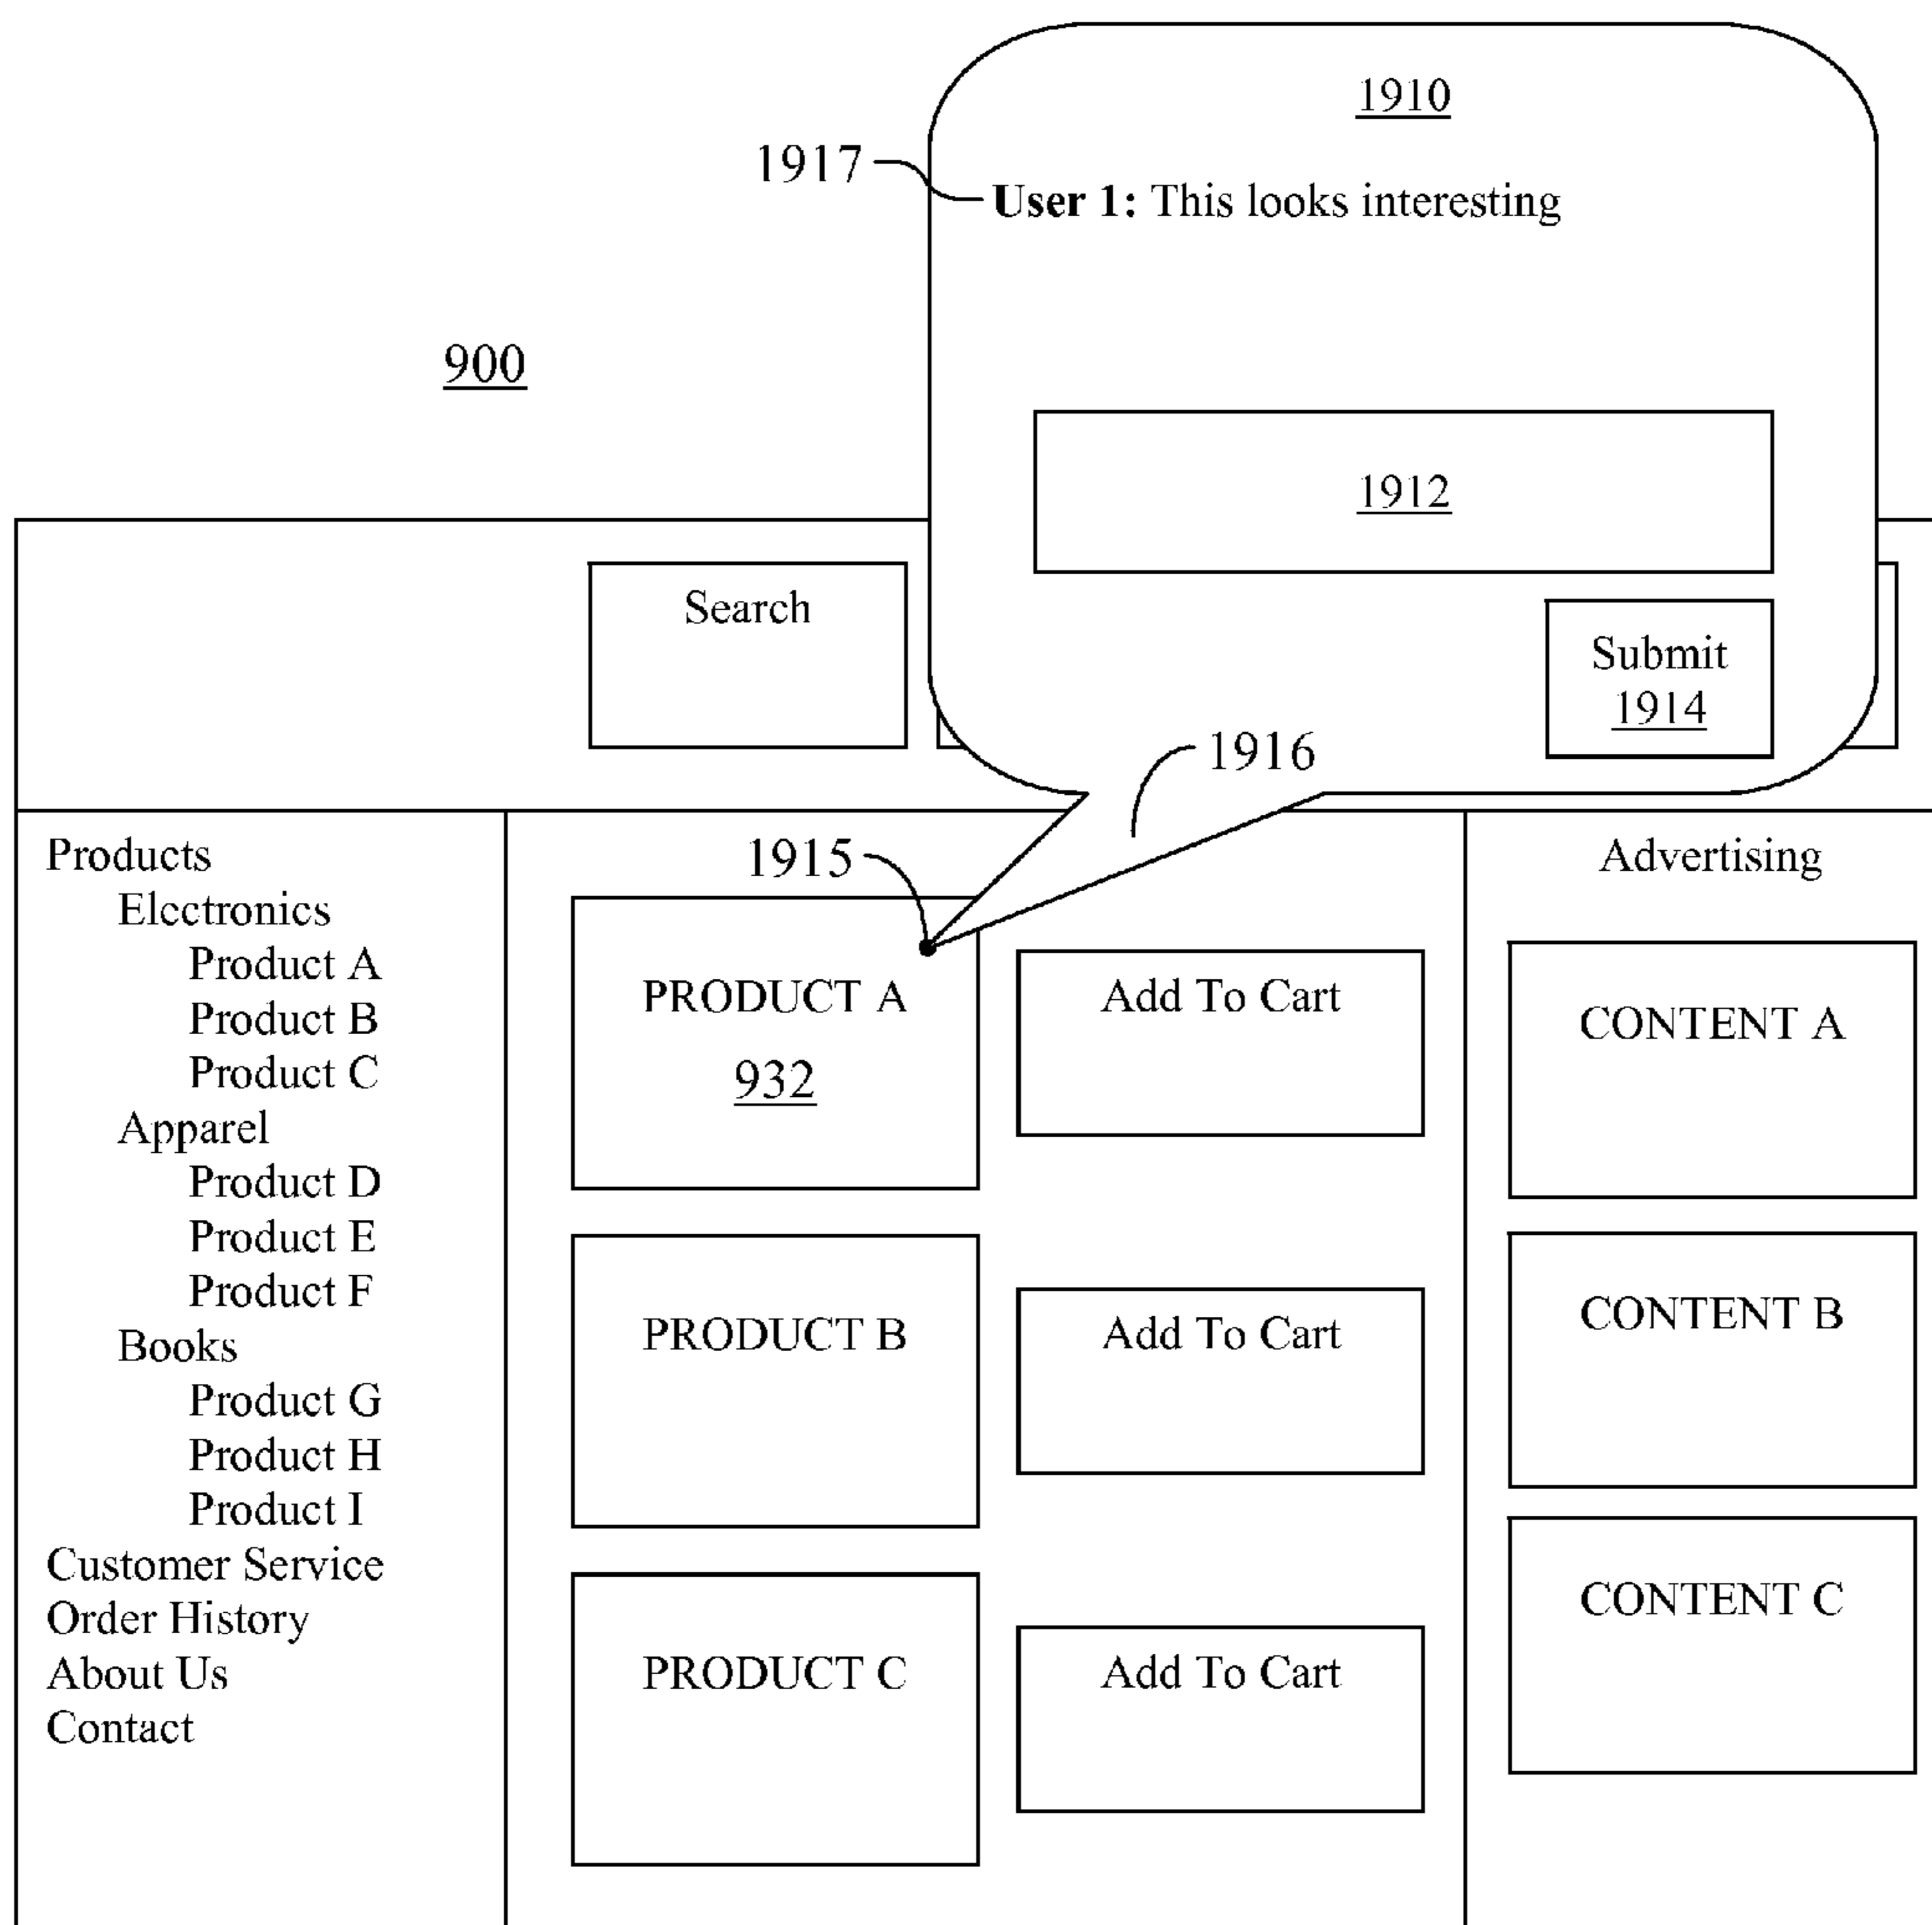 1910
1917
User 1: This looks interesting
900
1912
Search
Submit
1914
1916
Products
Electronics
Product A
Product B
Product C
Apparel
Product D
Product E
Product F
Books
Product G
Product H
Product I
Customer Service
Order History
About Us
Contact
1915
PRODUCT A
932
Add To Cart
PRODUCT B
Add To Cart
PRODUCT C
Add To Cart
Advertising
CONTENT A
CONTENT B
CONTENT C